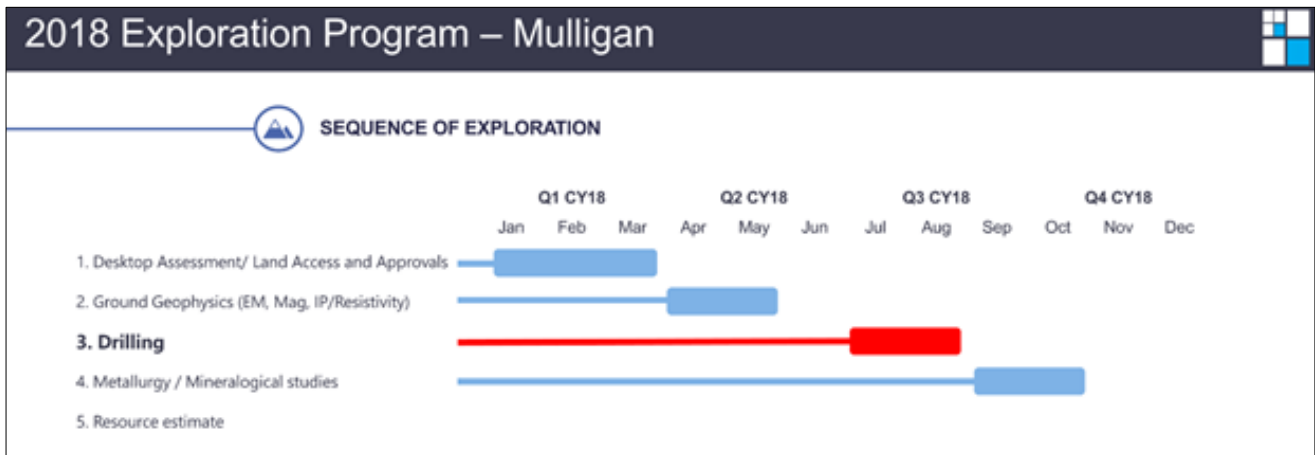 2018 Exploration Program – Mulligan
SEQUENCE OF EXPLORATION
Q1 CY18 Q2 CY18 Q3 CY18 Q4 CY18
Jan Feb Mar Apr May Jun Jul Aug Sep Oct Nov Dec
1. Desktop Assessment/ Land Access and Approvals
2. Ground Geophysics (EM, Mag, IP/Resistivity)
3. Drilling
4. Metallurgy / Mineralogical studies
5. Resource estimate